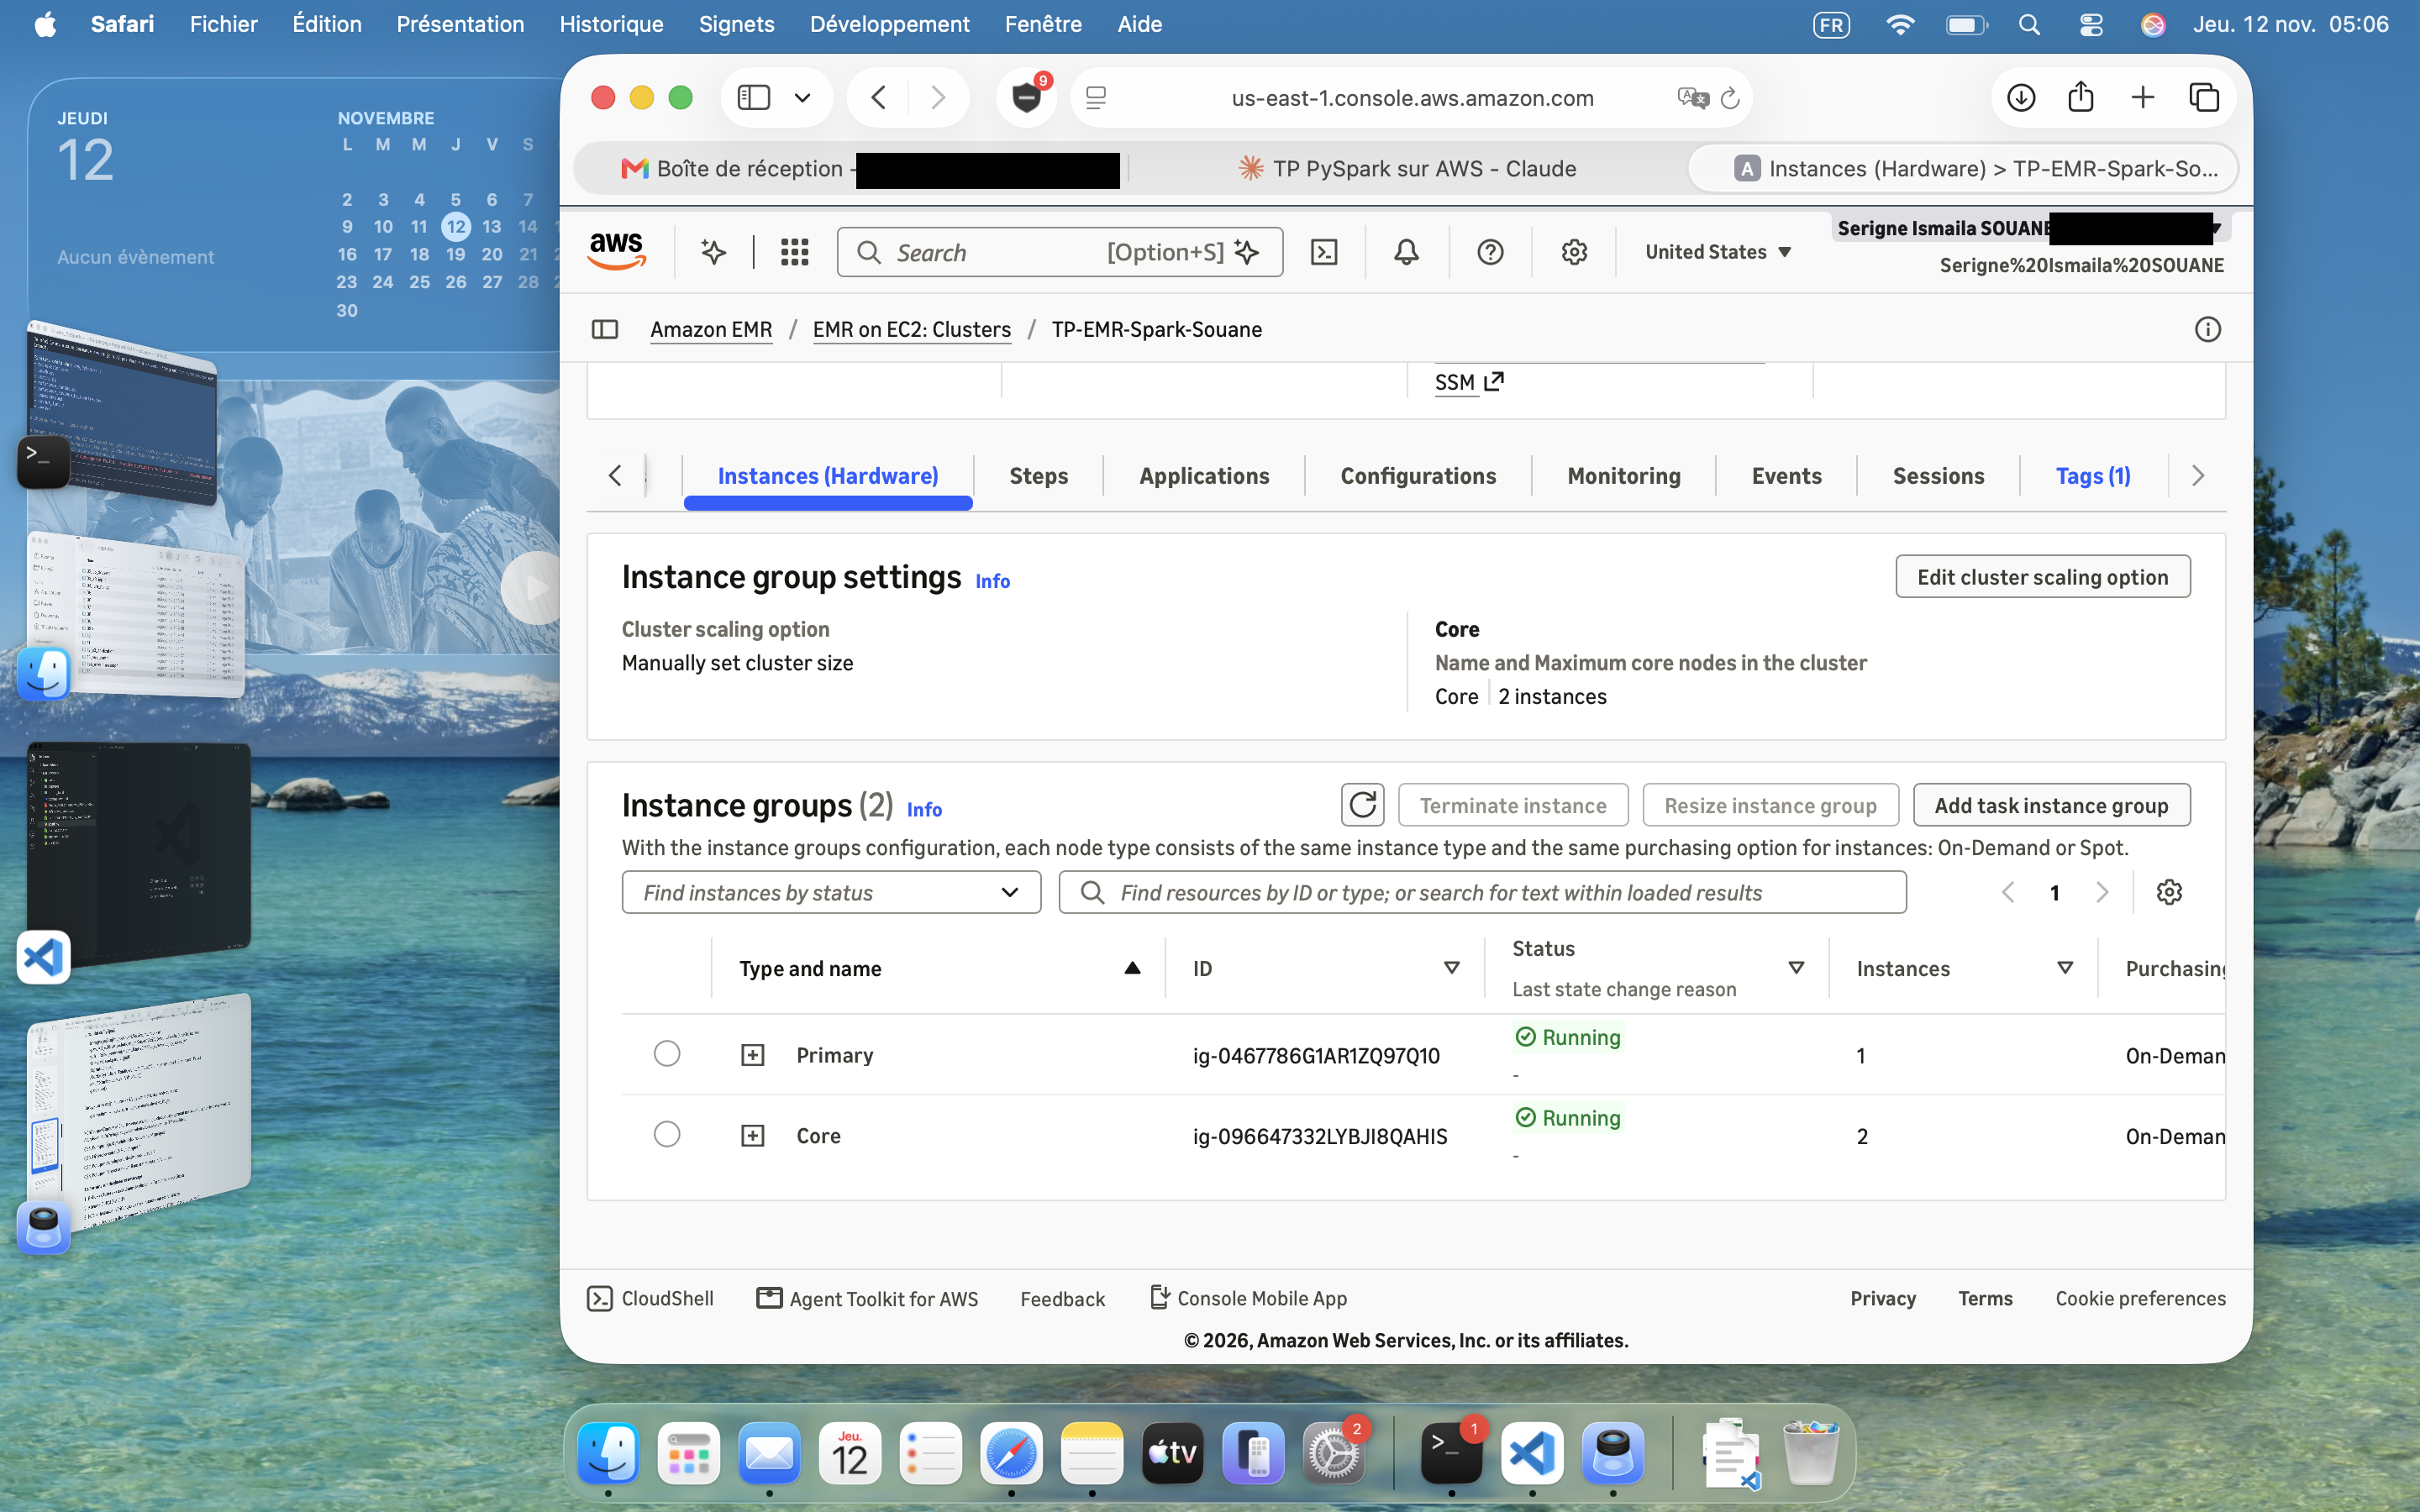 Safari Fichier Édition Présentation Historique Signets Développement Fenêtre Aide FR Jeu. 12 nov. 05:06
JEUDI
12
Aucun évènement
NOVEMBRE
L M M J V S
2 3 4 5 6 7
9 10 11 12 13 14
16 17 18 19 20 21
23 24 25 26 27 28
30
9
us-east-1.console.aws.amazon.com
Boîte de réception -
TP PySpark sur AWS - Claude
A Instances (Hardware) > TP-EMR-Spark-So...
aws
Search [Option+S]
United States
Serigne Ismaila SOUANE
Serigne%20Ismaila%20SOUANE
Amazon EMR / EMR on EC2: Clusters / TP-EMR-Spark-Souane
SSM
Instances (Hardware) Steps Applications Configurations Monitoring Events Sessions Tags (1)
Instance group settings Info
Edit cluster scaling option
Cluster scaling option
Manually set cluster size
Core
Name and Maximum core nodes in the cluster
Core 2 instances
Instance groups (2) Info
Terminate instance Resize instance group Add task instance group
With the instance groups configuration, each node type consists of the same instance type and the same purchasing option for instances: On-Demand or Spot.
Find instances by status
Find resources by ID or type; or search for text within loaded results
1
Type and name ID Status Last state change reason Instances Purchasing
Primary ig-0467786G1AR1ZQ97Q10 Running - 1 On-Deman
Core ig-096647332LYBJI8QAHIS Running - 2 On-Deman
CloudShell Agent Toolkit for AWS Feedback Console Mobile App Privacy Terms Cookie preferences
© 2026, Amazon Web Services, Inc. or its affiliates.
Jeu.
12
tv
2
1